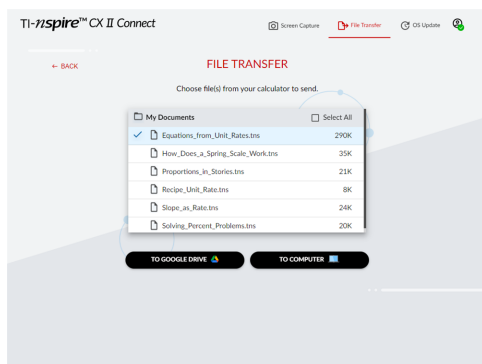 TI-nspire™ CX II Connect
Screen Capture
File Transfer
OS Update
← BACK
FILE TRANSFER
Choose file(s) from your calculator to send.
My Documents
Select All
Equations_from_Unit_Rates.tns 290K
How_Does_a_Spring_Scale_Work.tns 35K
Proportions_in_Stories.tns 21K
Recipe_Unit_Rate.tns 8K
Slope_as_Rate.tns 24K
Solving_Percent_Problems.tns 20K
TO GOOGLE DRIVE
TO COMPUTER